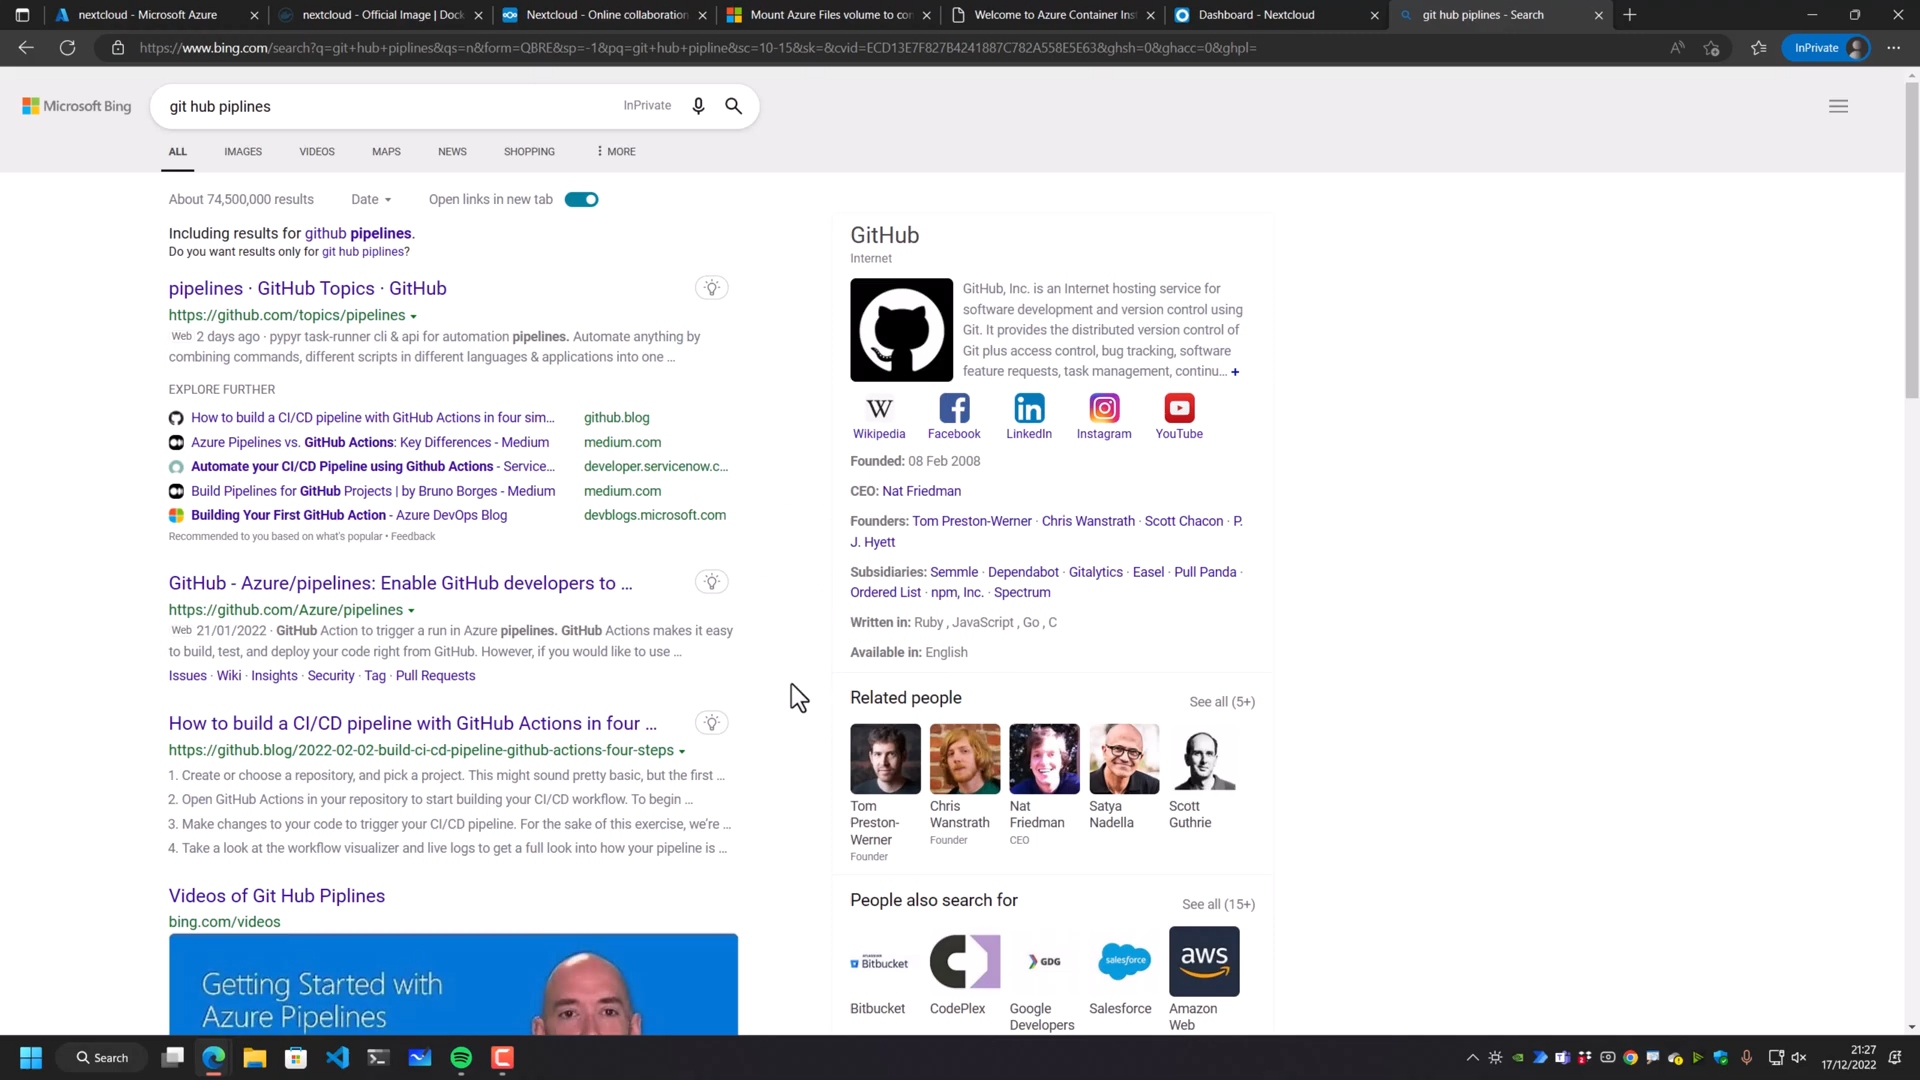 nextcloud - Microsoft Azure
nextcloud - Official Image | Dock
Nextcloud - Online collaboration
Mount Azure Files volume to con
Welcome to Azure Container Inst
Dashboard - Nextcloud
git hub piplines - Search
https://www.bing.com/search?q=git+hub+piplines&qs=n&form=QBRE&sp=-1&pq=git+hub+pipline&sc=10-15&sk=&cvid=ECD13E7F827B4241887C782A558E5E63&ghsh=0&ghacc=0&ghpl=
InPrivate
Microsoft Bing
git hub piplines
InPrivate
ALL
IMAGES
VIDEOS
MAPS
NEWS
SHOPPING
MORE
About 74,500,000 results
Date
Open links in new tab
Including results for github pipelines.
Do you want results only for git hub piplines?
pipelines · GitHub Topics · GitHub
https://github.com/topics/pipelines
Web 2 days ago · pypyr task-runner cli & api for automation pipelines. Automate anything by
combining commands, different scripts in different languages & applications into one ...
EXPLORE FURTHER
How to build a CI/CD pipeline with GitHub Actions in four sim... github.blog
Azure Pipelines vs. GitHub Actions: Key Differences - Medium medium.com
Automate your CI/CD Pipeline using Github Actions - Service... developer.servicenow.c...
Build Pipelines for GitHub Projects | by Bruno Borges - Medium medium.com
Building Your First GitHub Action - Azure DevOps Blog devblogs.microsoft.com
Recommended to you based on what's popular • Feedback
GitHub - Azure/pipelines: Enable GitHub developers to ...
https://github.com/Azure/pipelines
Web 21/01/2022 · GitHub Action to trigger a run in Azure pipelines. GitHub Actions makes it easy
to build, test, and deploy your code right from GitHub. However, if you would like to use ...
Issues · Wiki · Insights · Security · Tag · Pull Requests
How to build a CI/CD pipeline with GitHub Actions in four ...
https://github.blog/2022-02-02-build-ci-cd-pipeline-github-actions-four-steps
1. Create or choose a repository, and pick a project. This might sound pretty basic, but the first ...
2. Open GitHub Actions in your repository to start building your CI/CD workflow. To begin ...
3. Make changes to your code to trigger your CI/CD pipeline. For the sake of this exercise, we're ...
4. Take a look at the workflow visualizer and live logs to get a full look into how your pipeline is ...
Videos of Git Hub Piplines
bing.com/videos
Getting Started with
Azure Pipelines
GitHub
Internet
GitHub, Inc. is an Internet hosting service for
software development and version control using
Git. It provides the distributed version control of
Git plus access control, bug tracking, software
feature requests, task management, continu... +
W
Wikipedia
Facebook
LinkedIn
Instagram
YouTube
Founded: 08 Feb 2008
CEO: Nat Friedman
Founders: Tom Preston-Werner · Chris Wanstrath · Scott Chacon · P.
J. Hyett
Subsidiaries: Semmle · Dependabot · Gitalytics · Easel · Pull Panda ·
Ordered List · npm, Inc. · Spectrum
Written in: Ruby , JavaScript , Go , C
Available in: English
Related people
See all (5+)
Tom
Preston-
Werner
Founder
Chris
Wanstrath
Founder
Nat
Friedman
CEO
Satya
Nadella
Scott
Guthrie
People also search for
See all (15+)
Bitbucket
GDG
salesforce
aws
Bitbucket
CodePlex
Google
Developers
Salesforce
Amazon
Web
Search
21:27
17/12/2022